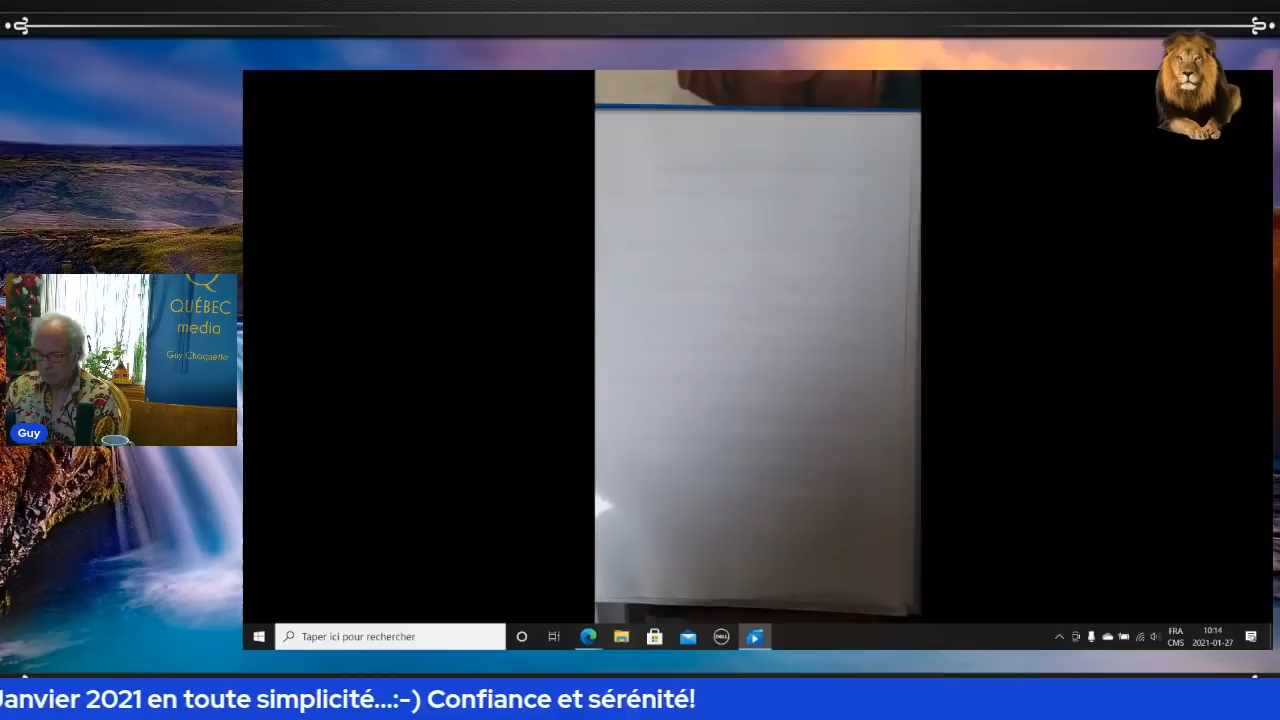 QUÉBEC
media
Guy Choquette
Guy
Taper ici pour rechercher
DELL
FRA
CMS
10:14
2021-01-27
Janvier 2021 en toute simplicité...:-) Confiance et sérénité!